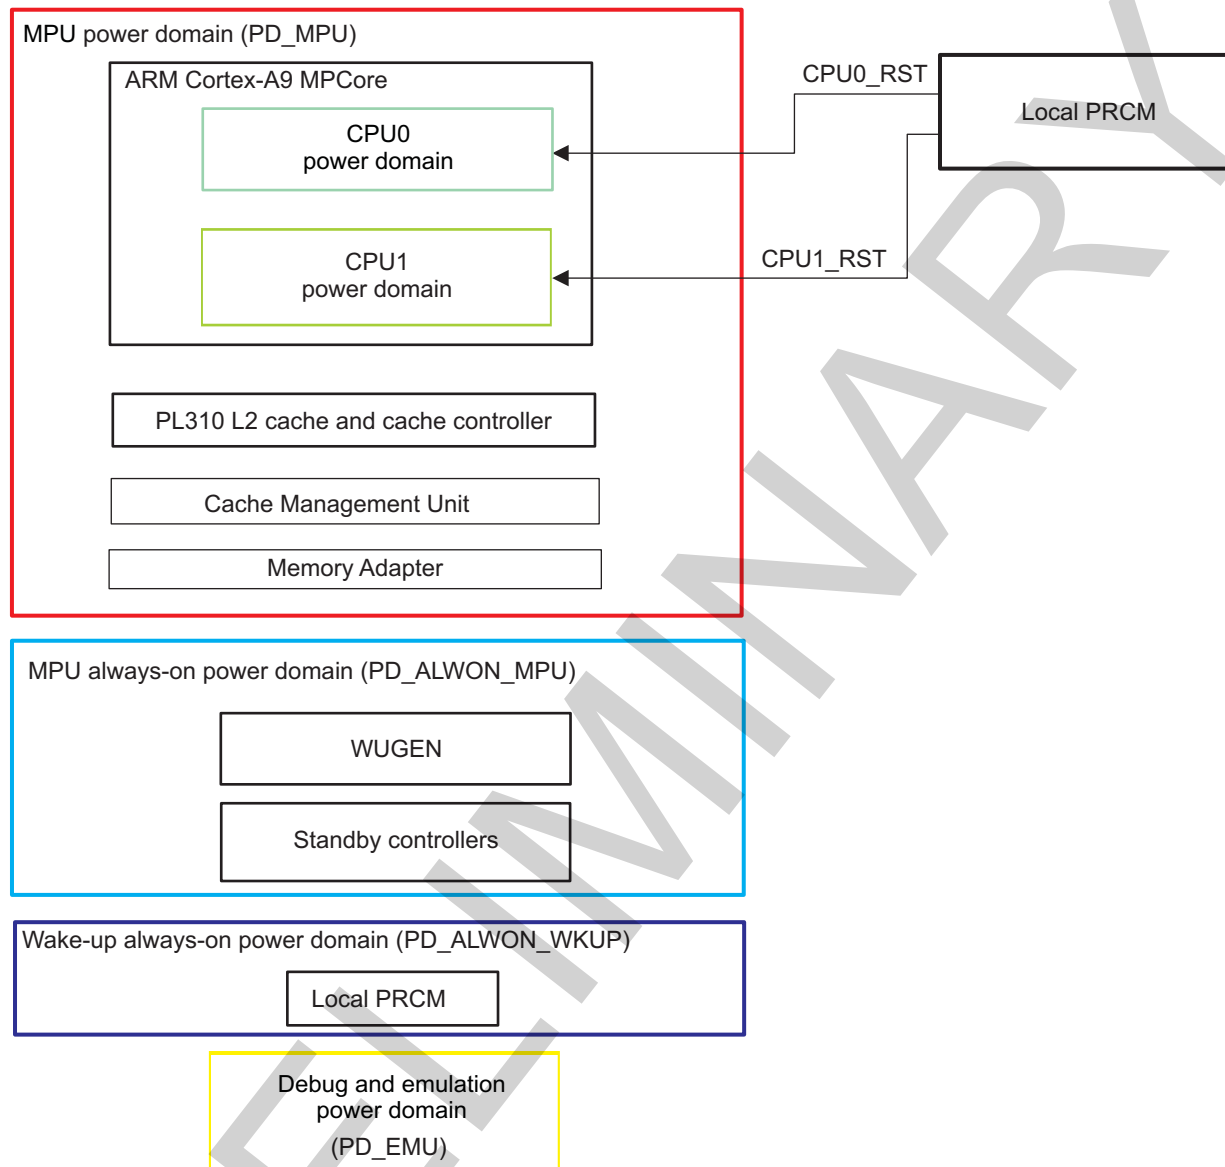 MPU power domain (PD_MPU)
ARM Cortex-A9 MPCore
CPU0
power domain
CPU0_RST
Local PRCM
CPU1
power domain
CPU1_RST
PL310 L2 cache and cache controller
Cache Management Unit
Memory Adapter
MPU always-on power domain (PD_ALWON_MPU)
WUGEN
Standby controllers
Wake-up always-on power domain (PD_ALWON_WKUP)
Local PRCM
Debug and emulation
power domain
(PD_EMU)
ELIMINARY